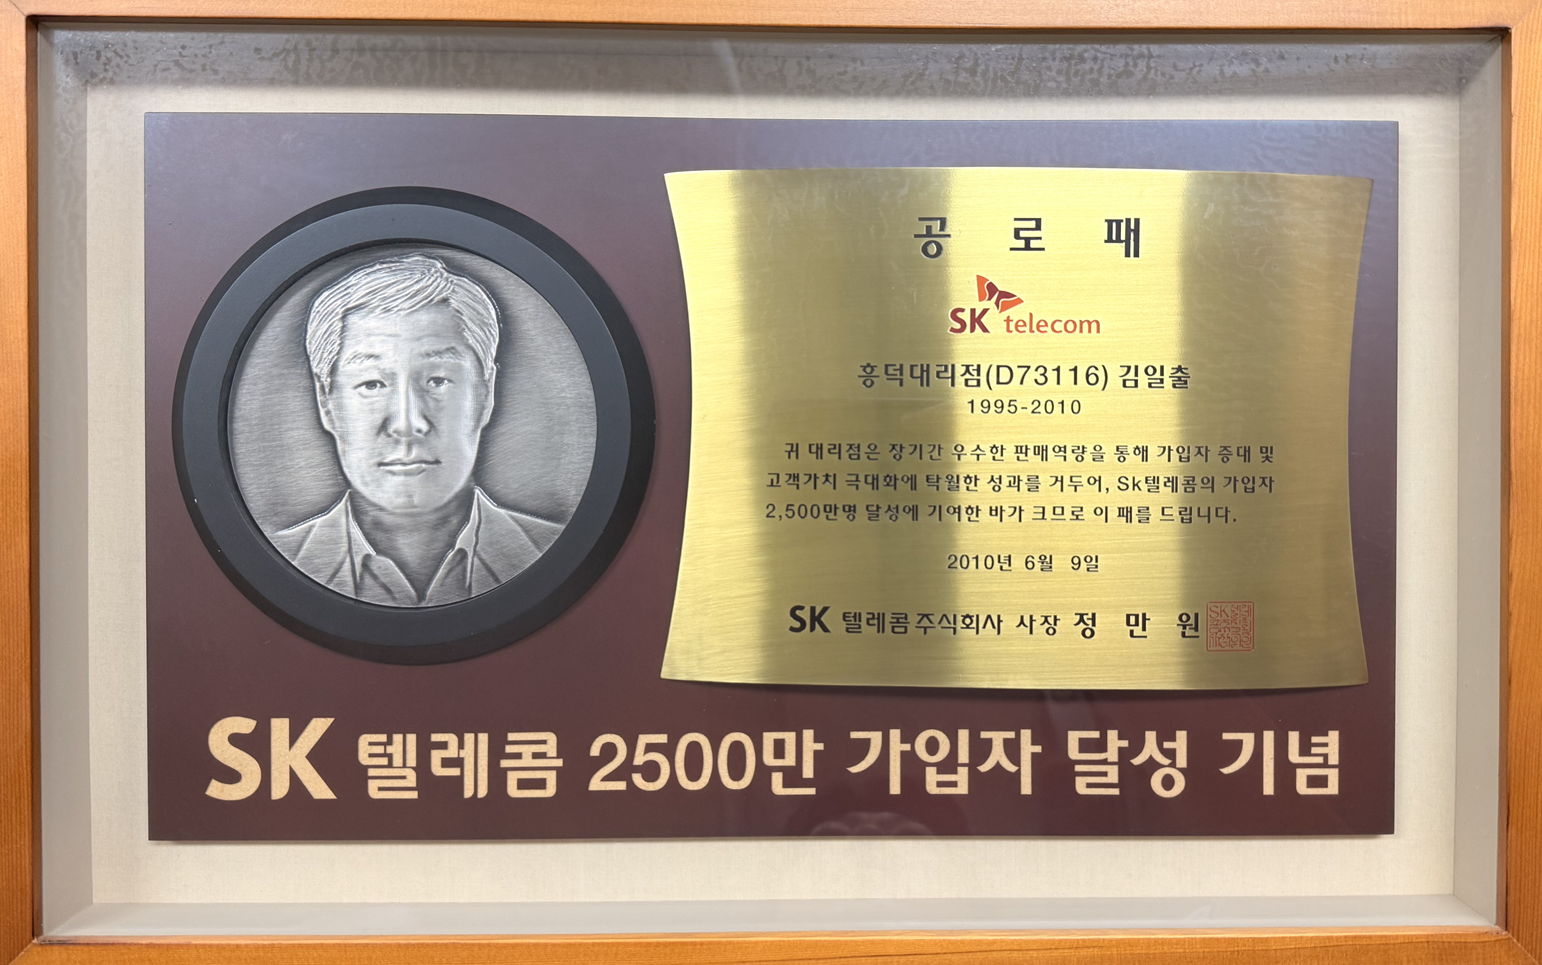 공 로 패
SK telecom
흥덕대리점(D73116) 김일출
1995-2010
귀 대리점은 장기간 우수한 판매역량을 통해 가입자 증대 및
고객가치 극대화에 탁월한 성과를 거두어, Sk텔레콤의 가입자
2,500만명 달성에 기여한 바가 크므로 이 패를 드립니다.
2010년 6월 9일
SK 텔레콤주식회사 사장 정 만 원
SK 텔레콤 2500만 가입자 달성 기념